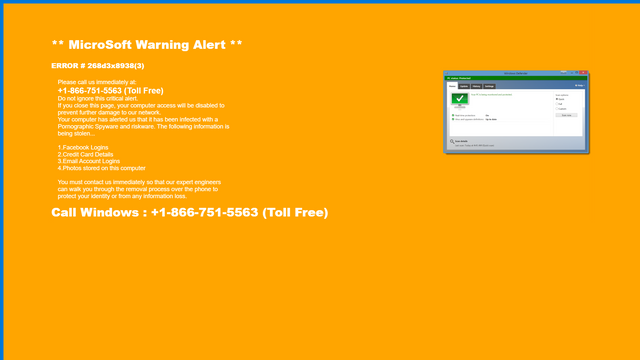 ** MicroSoft Warning Alert **
ERROR # 268d3x8938(3)
Please call us immediately at:
+1-866-751-5563 (Toll Free)
Do not ignore this critical alert.
If you close this page, your computer access will be disabled to
prevent further damage to our network.
Your computer has alerted us that it has been infected with a
Pornographic Spyware and riskware. The following information is
being stolen...
1.Facebook Logins
2.Credit Card Details
3.Email Account Logins
4.Photos stored on this computer
You must contact us immediately so that our expert engineers
can walk you through the removal process over the phone to
protect your identity or from any information loss.
Call Windows : +1-866-751-5563 (Toll Free)